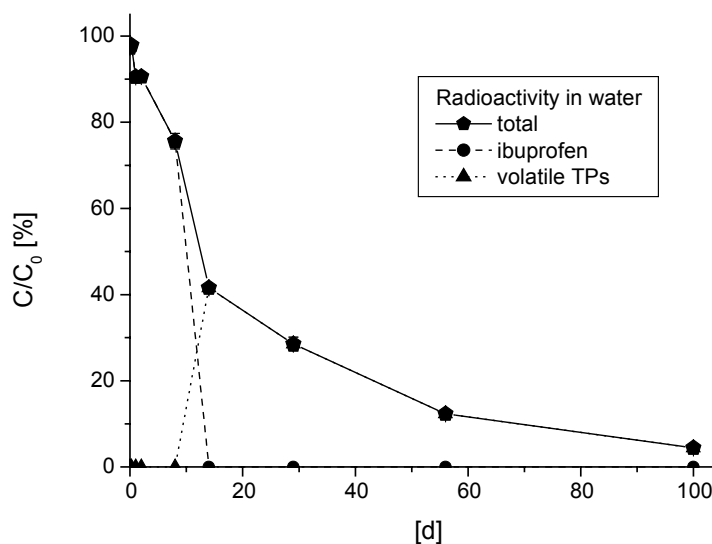 100
80
60
40
20
0
C/C₀ [%]
Radioactivity in water
total
ibuprofen
volatile TPs
0 20 40 60 80 100
[d]